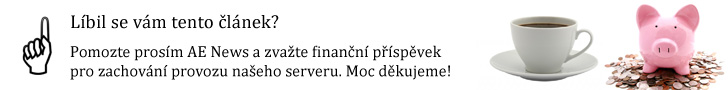 Líbil se vám tento článek?
Pomozte prosím AE News a zvažte finanční příspěvek
pro zachování provozu našeho serveru. Moc děkujeme!